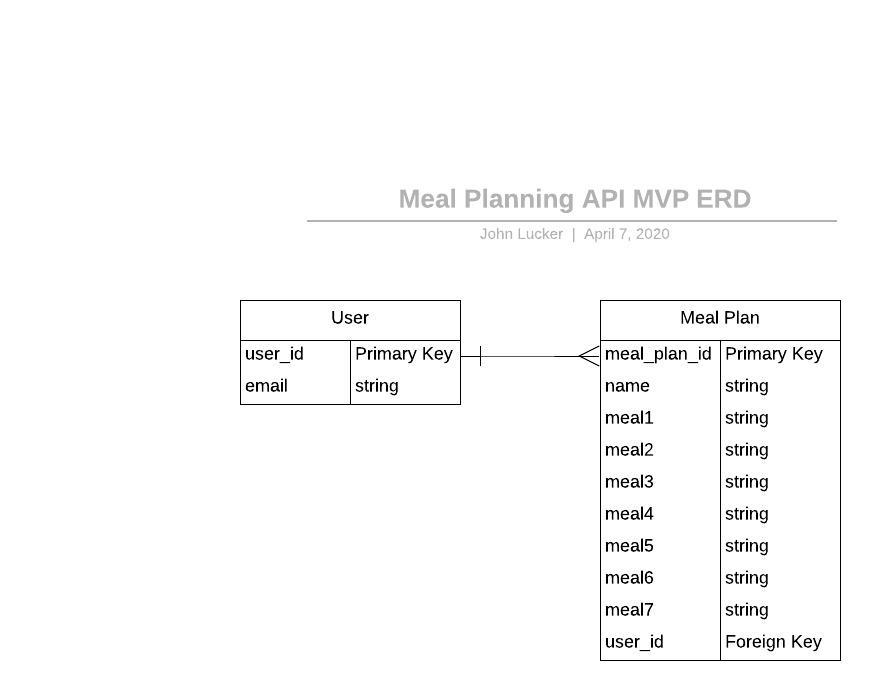 Meal Planning API MVP ERD
John Lucker | April 7, 2020
User
user_id Primary Key
email string
Meal Plan
meal_plan_id Primary Key
name string
meal1 string
meal2 string
meal3 string
meal4 string
meal5 string
meal6 string
meal7 string
user_id Foreign Key